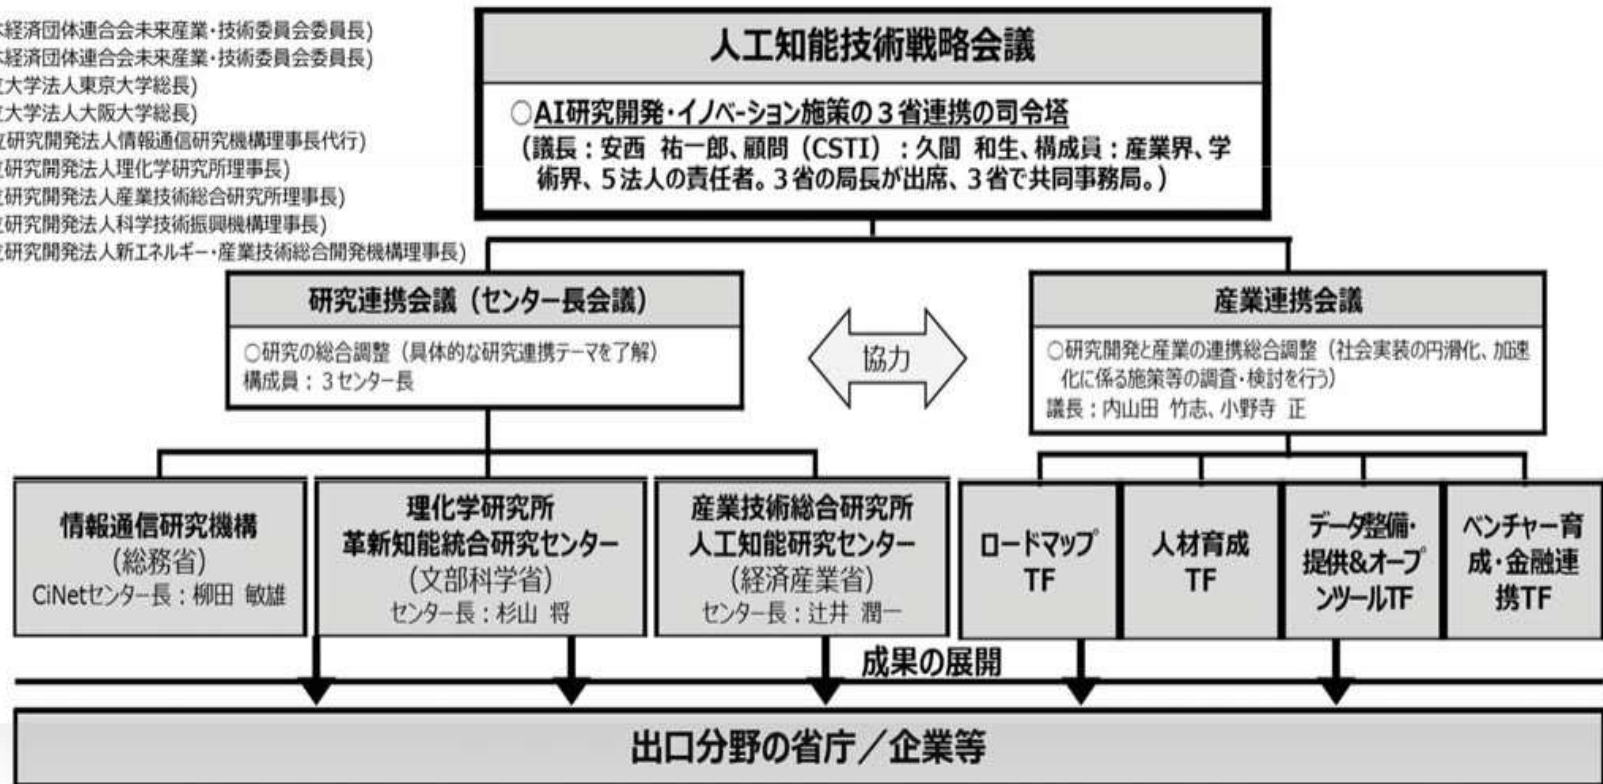 経済団体連合会未来産業・技術委員会委員長)
経済団体連合会未来産業・技術委員会委員長)
大学法人東京大学総長)
大学法人大阪大学総長)
研究開発法人情報通信研究機構理事長代行)
研究開発法人理化学研究所理事長)
研究開発法人産業技術総合研究所理事長)
研究開発法人科学技術振興機構理事長)
研究開発法人新エネルギー・産業技術総合開発機構理事長)
人工知能技術戦略会議
○AI研究開発・イノベーション施策の3省連携の司令塔
(議長:安西 祐一郎、顧問(CSTI):久間 和生、構成員:産業界、学
術界、5法人の責任者。3省の局長が出席、3省で共同事務局。)
研究連携会議(センター長会議)
○研究の総合調整(具体的な研究連携テーマを了解)
構成員:3センター長
協力
産業連携会議
○研究開発と産業の連携総合調整(社会実装の円滑化、加速
化に係る施策等の調査・検討を行う)
議長:内山田 竹志、小野寺 正
情報通信研究機構
(総務省)
CiNetセンター長:柳田 敏雄
理化学研究所
革新知能統合研究センター
(文部科学省)
センター長:杉山 将
産業技術総合研究所
人工知能研究センター
(経済産業省)
センター長:辻井 潤一
ロードマップ
TF
人材育成
TF
データ整備・
提供&オープ
ンツールTF
ベンチャー育
成・金融連
携TF
成果の展開
出口分野の省庁/企業等